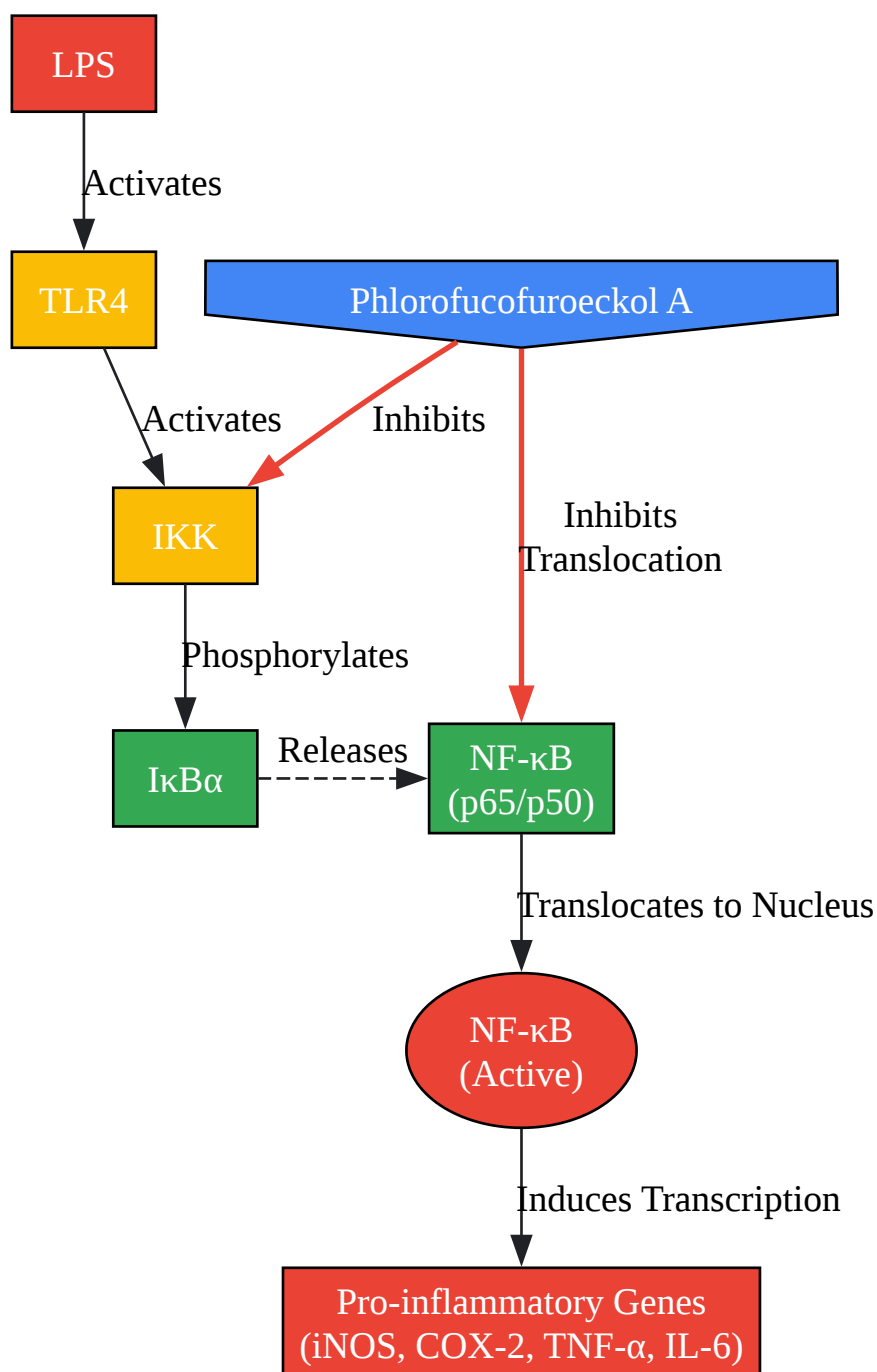 LPS
Activates
TLR4
Phlorofucofuroeckol A
Activates
Inhibits
IKK
Inhibits
Translocation
Phosphorylates
IκBα
Releases
NF-κB
(p65/p50)
Translocates to Nucleus
NF-κB
(Active)
Induces Transcription
Pro-inflammatory Genes
(iNOS, COX-2, TNF-α, IL-6)